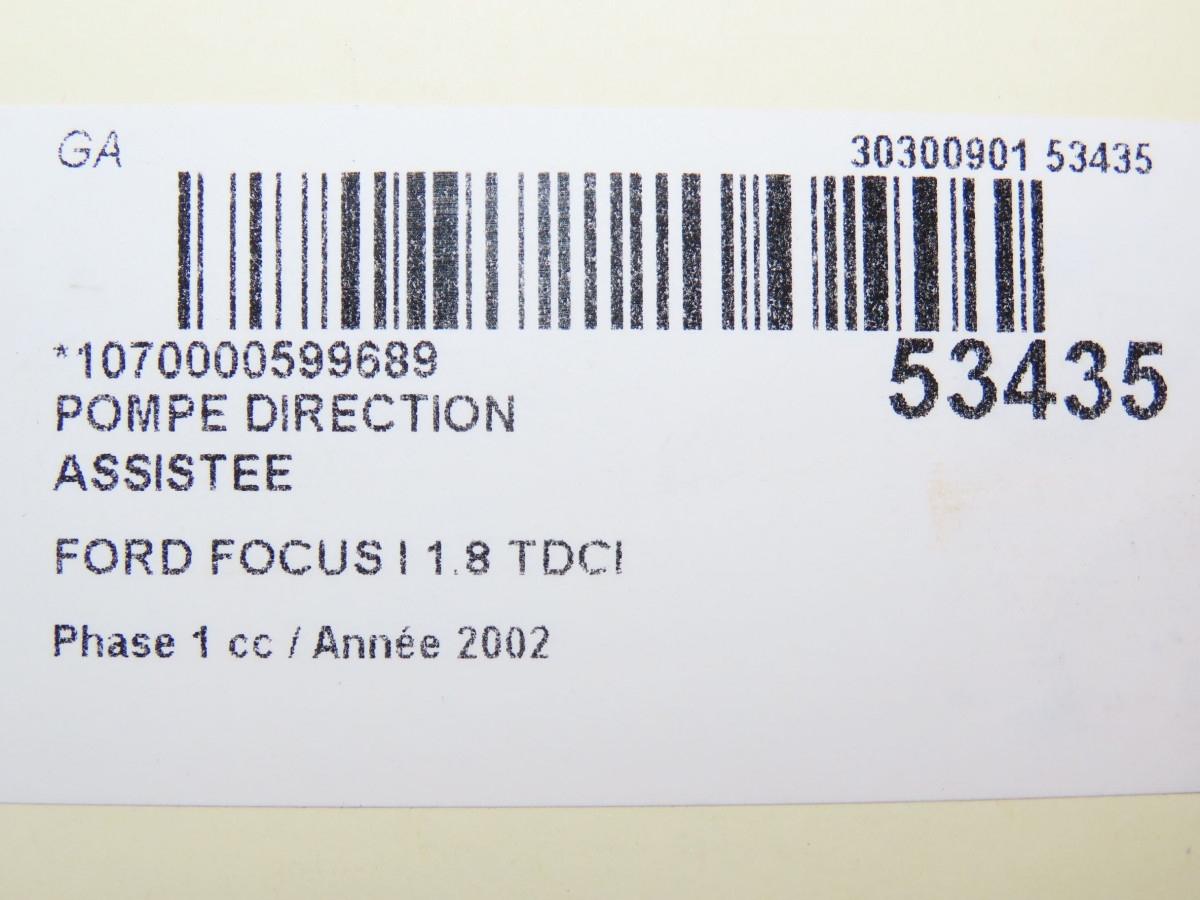 GA
30300901 53435
*1070000599689
53435
POMPE DIRECTION
ASSISTEE
FORD FOCUS I 1.8 TDCI
Phase 1 cc / Année 2002